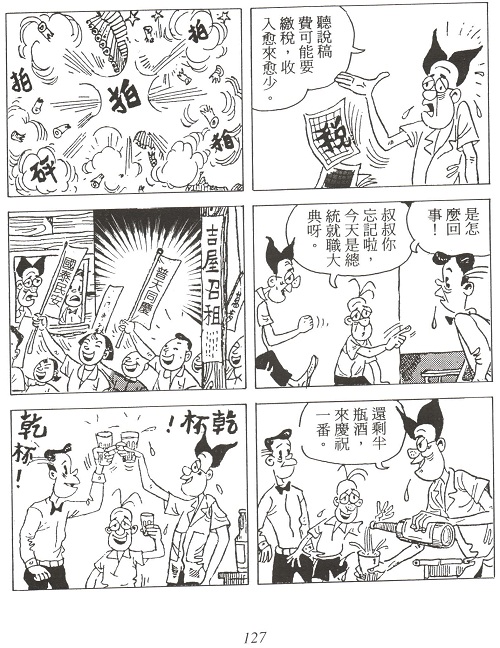 聽說稿
費可能要
繳稅，收
入愈來愈少。
稅
拍
拍
拍
砰
是怎
麼回
事！
叔叔你
忘記啦，
今天是總
統就職大
典呀。
吉屋召租
普天同慶
國泰民安
還剩半
瓶酒，
來慶祝
一番。
乾杯！
乾杯！
127